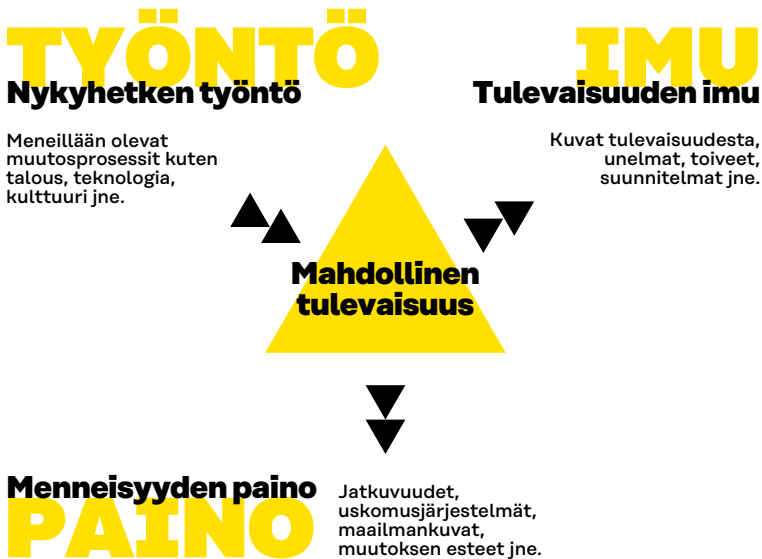 TYÖNTÖ
Nykyhetken työntö
Meneillään olevat
muutosprosessit kuten
talous, teknologia,
kulttuuri jne.
IMU
Tulevaisuuden imu
Kuvat tulevaisuudesta,
unelmat, toiveet,
suunnitelmat jne.
Mahdollinen
tulevaisuus
Menneisyyden paino
PAINO
Jatkuvuudet,
uskomusjärjestelmät,
maailmankuvat,
muutoksen esteet jne.